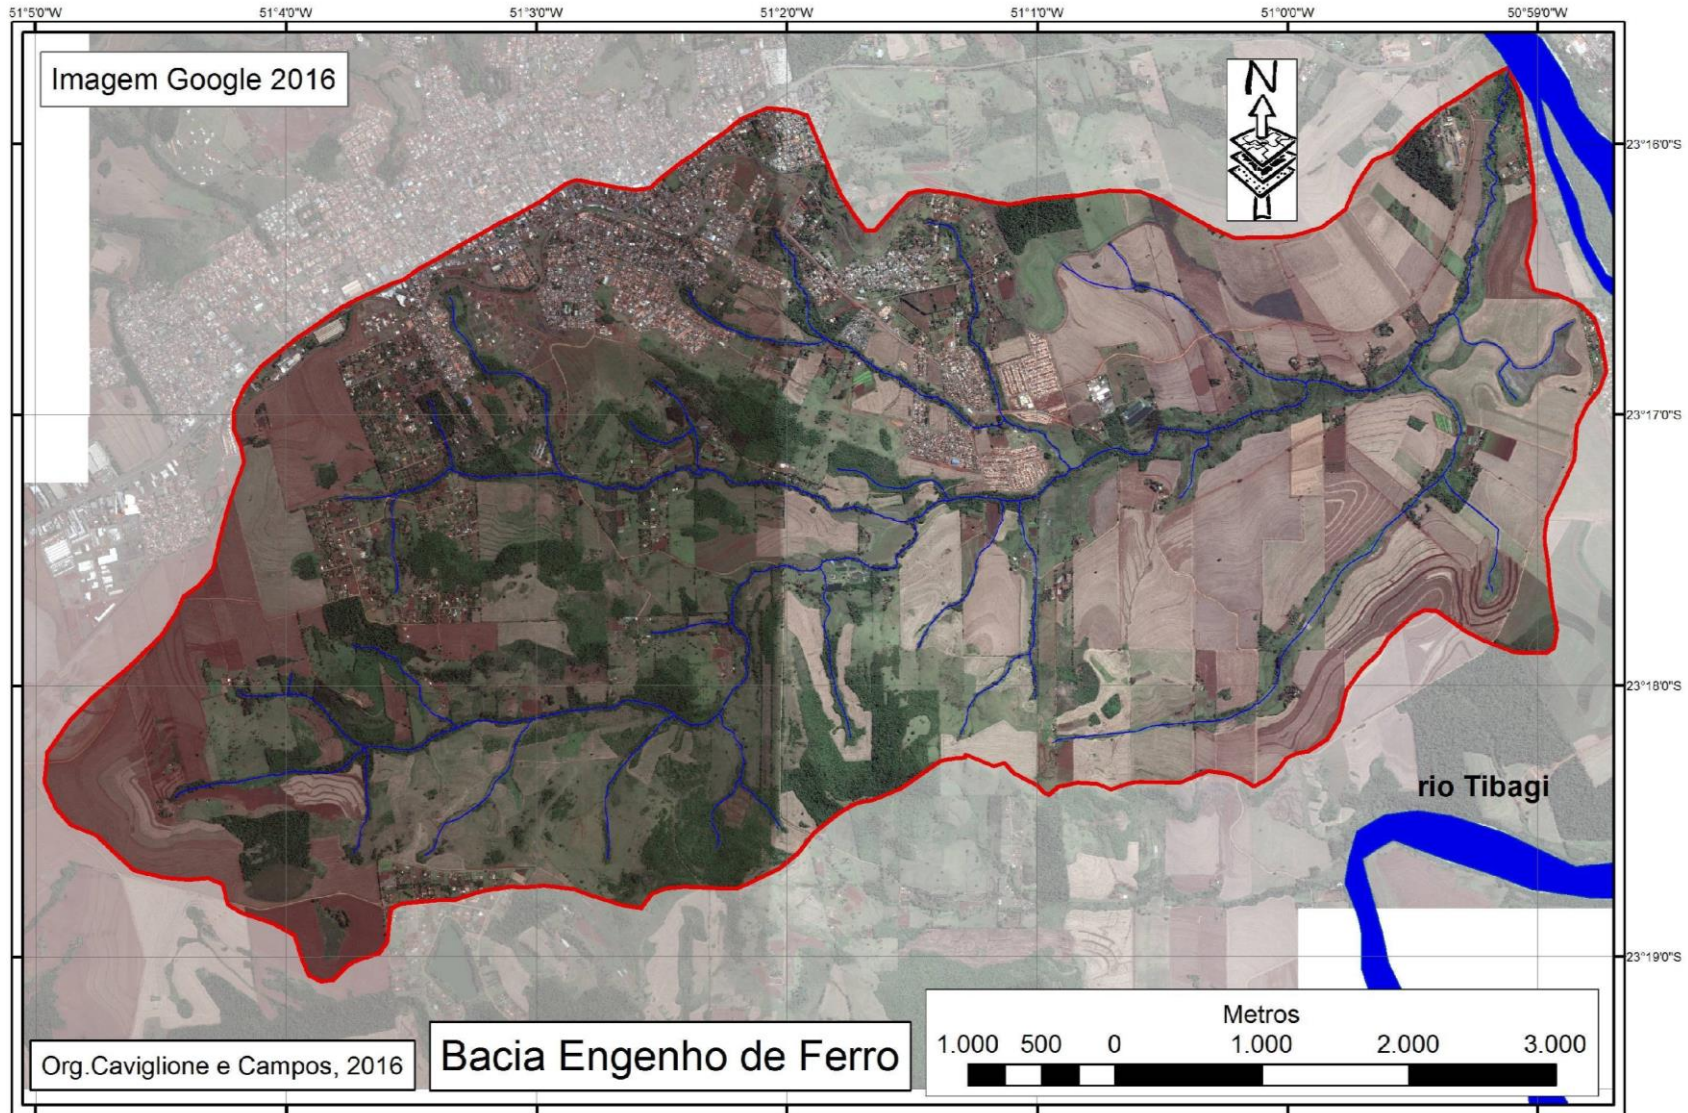 51°5'0"W 51°4'0"W 51°3'0"W 51°2'0"W 51°1'0"W 51°0'0"W 50°59'0"W
Imagem Google 2016
N
23°16'0"S
23°17'0"S
23°18'0"S
rio Tibagi
23°19'0"S
Metros
1.000 500 0 1.000 2.000 3.000
Bacia Engenho de Ferro
Org.Caviglione e Campos, 2016